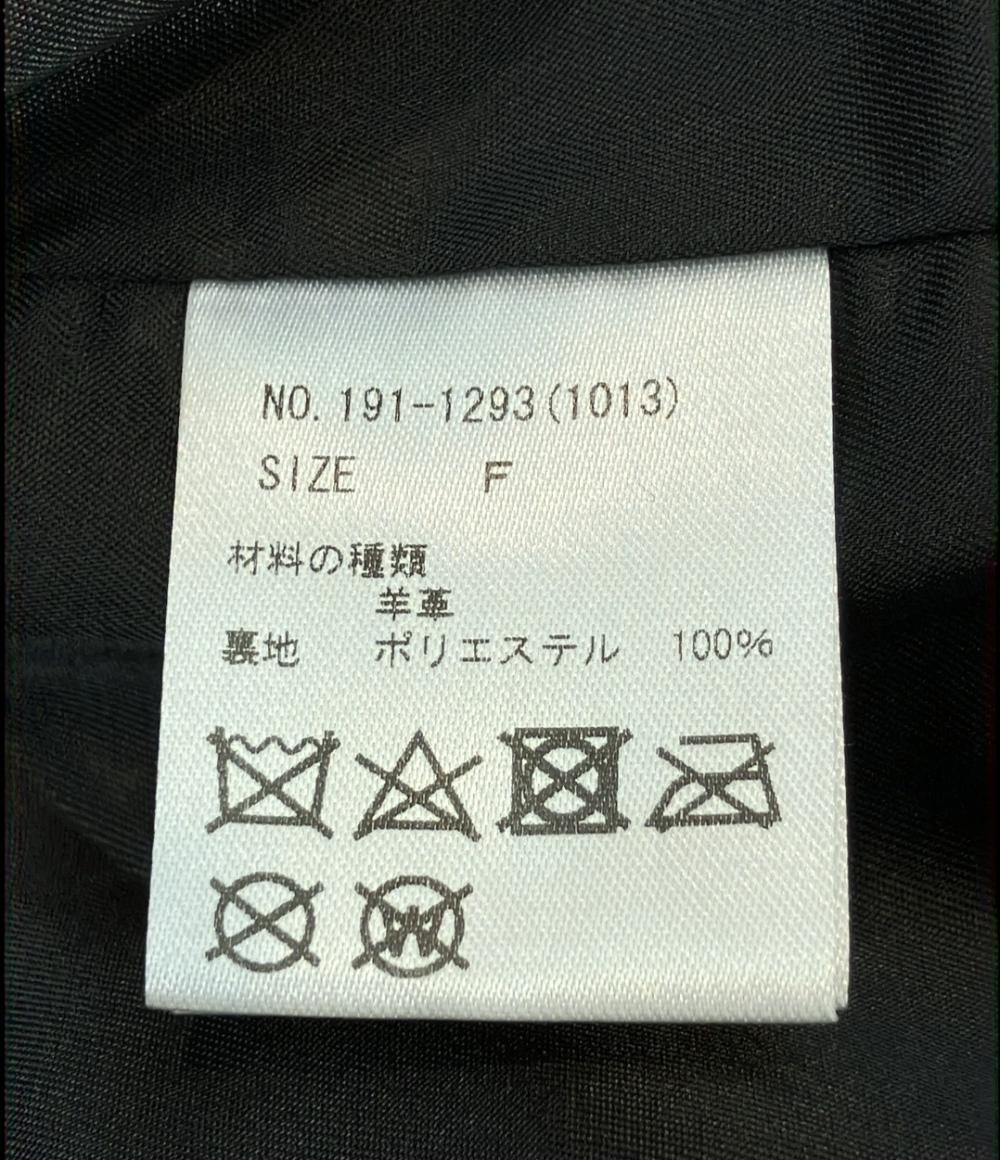 NO. 191-1293(1013)
SIZE F
材料の種類
羊革
裏地 ポリエステル 100%
W